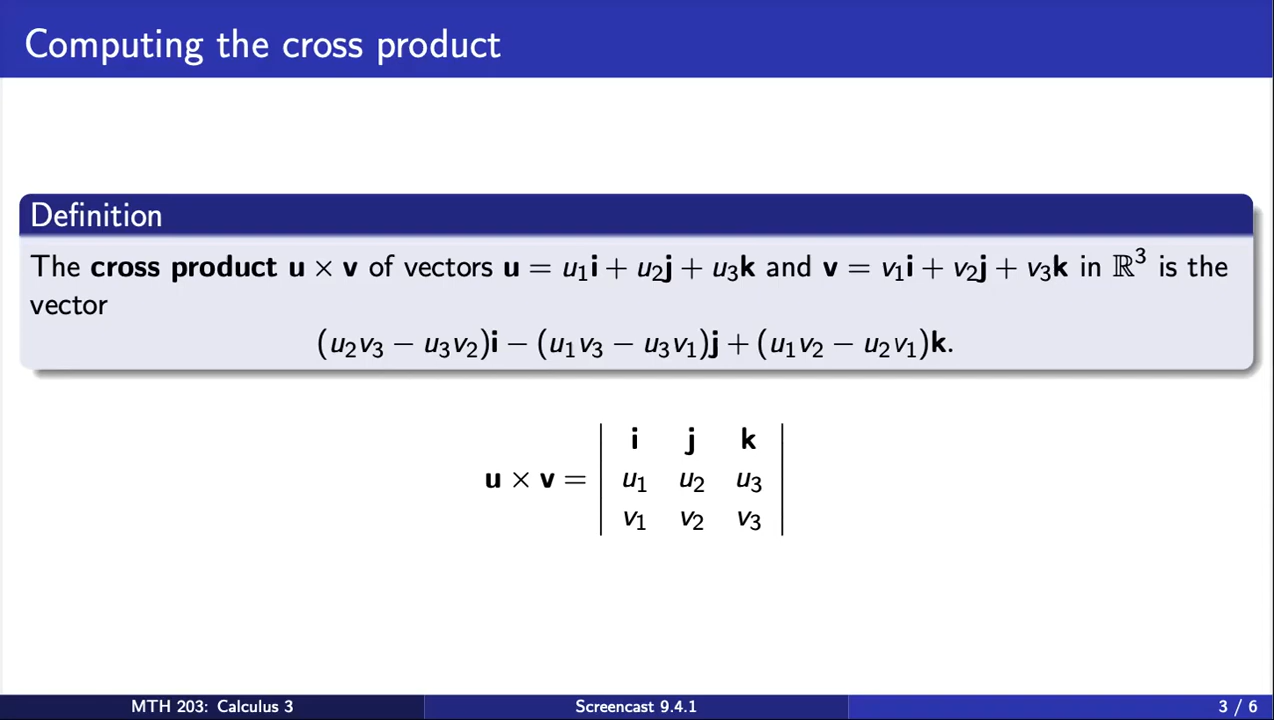 Computing the cross product
Definition
The cross product u × v of vectors u = u₁i + u₂j + u₃k and v = v₁i + v₂j + v₃k in ℝ³ is the
vector
(u₂v₃ − u₃v₂)i − (u₁v₃ − u₃v₁)j + (u₁v₂ − u₂v₁)k.
i j k
u × v = | u₁ u₂ u₃ |
v₁ v₂ v₃
MTH 203: Calculus 3 Screencast 9.4.1 3 / 6